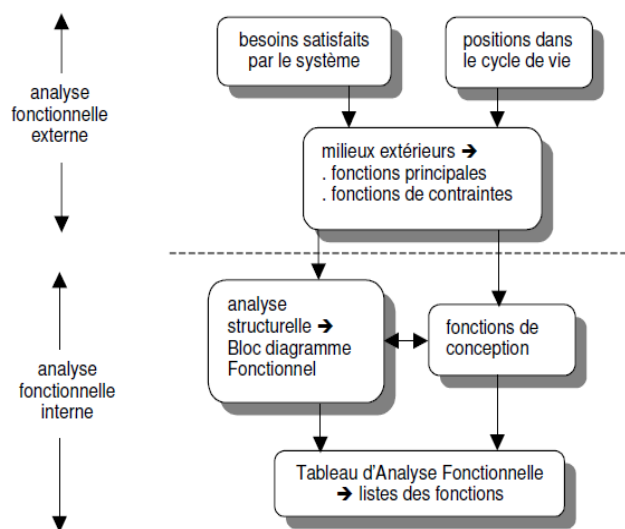 besoins satisfaits
par le système
positions dans
le cycle de vie
analyse
fonctionnelle
externe
milieux extérieurs ➔
. fonctions principales
. fonctions de contraintes
analyse
structurelle ➔
Bloc diagramme
Fonctionnel
fonctions de
conception
analyse
fonctionnelle
interne
Tableau d'Analyse Fonctionnelle
➔ listes des fonctions